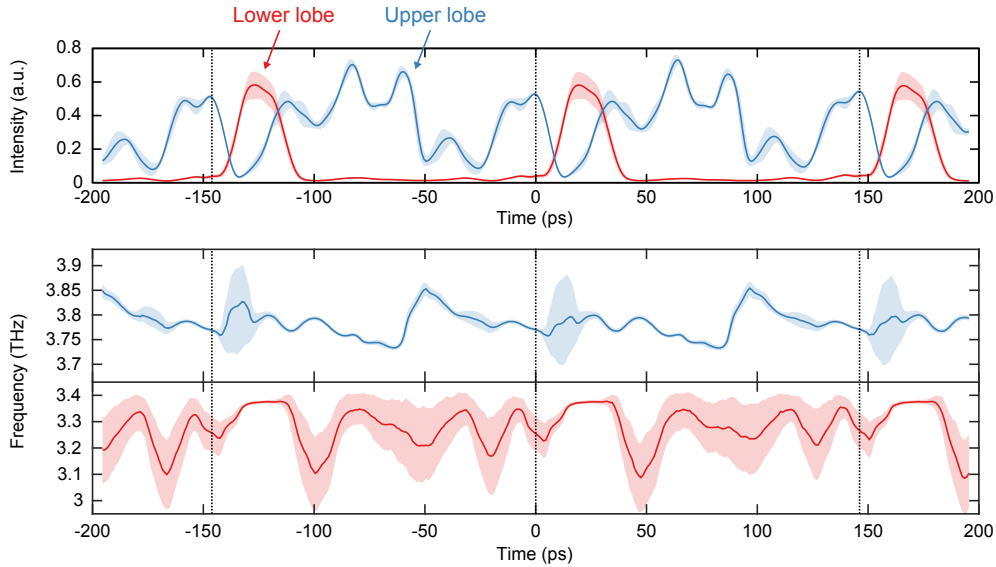 Lower lobe Upper lobe
Intensity (a.u.)
0.8
0.6
0.4
0.2
0
-200 -150 -100 -50 0 50 100 150 200
Time (ps)
Frequency (THz)
3.9
3.85
3.8
3.75
3.7
3.4
3.3
3.2
3.1
3
-200 -150 -100 -50 0 50 100 150 200
Time (ps)